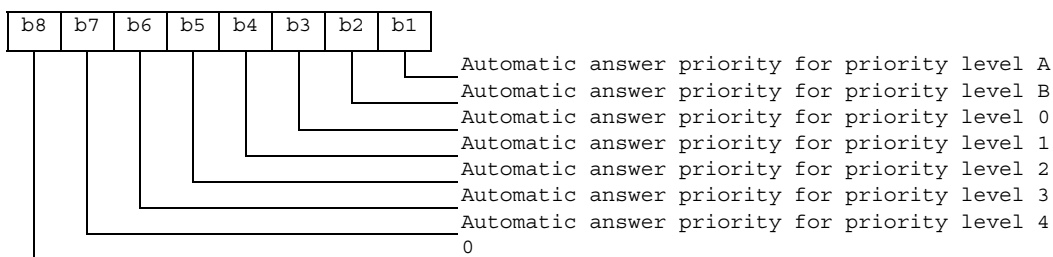 b8 b7 b6 b5 b4 b3 b2 b1
Automatic answer priority for priority level A
Automatic answer priority for priority level B
Automatic answer priority for priority level 0
Automatic answer priority for priority level 1
Automatic answer priority for priority level 2
Automatic answer priority for priority level 3
Automatic answer priority for priority level 4
0